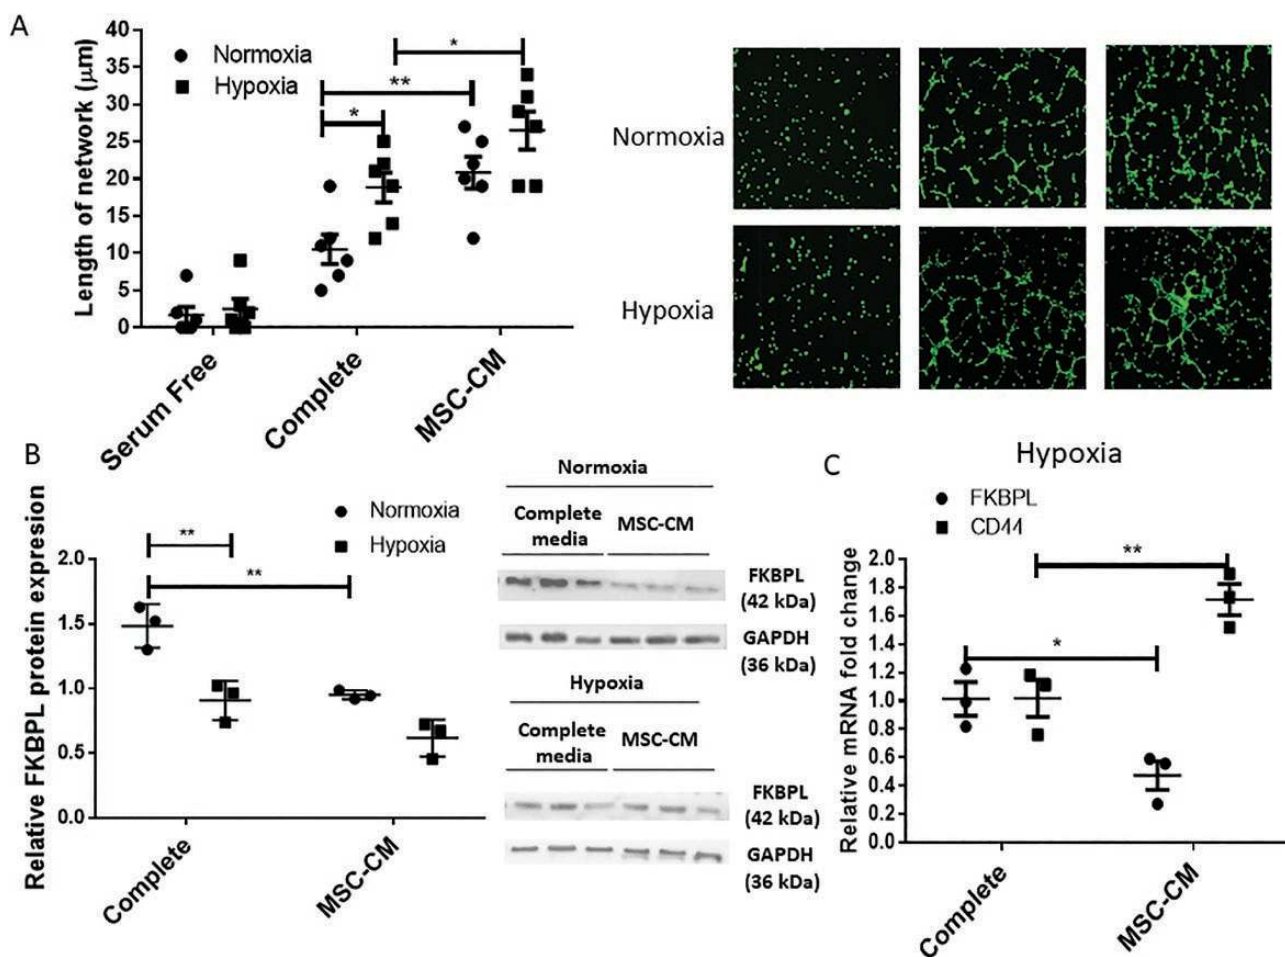 A
Length of network (μm)
40
35
30
25
20
15
10
5
0
Normoxia
Hypoxia
*
**
*
Serum Free
Complete
MSC-CM
Normoxia
Hypoxia
B
Relative FKBPL protein expresion
2.0
1.5
1.0
0.5
0.0
Normoxia
Hypoxia
**
**
Complete
MSC-CM
Normoxia
Complete
media
MSC-CM
FKBPL
(42 kDa)
GAPDH
(36 kDa)
Hypoxia
Complete
media
MSC-CM
FKBPL
(42 kDa)
GAPDH
(36 kDa)
C
Hypoxia
FKBPL
CD44
Relative mRNA fold change
2.0
1.8
1.6
1.4
1.2
1.0
0.8
0.6
0.4
0.2
0.0
**
*
Complete
MSC-CM